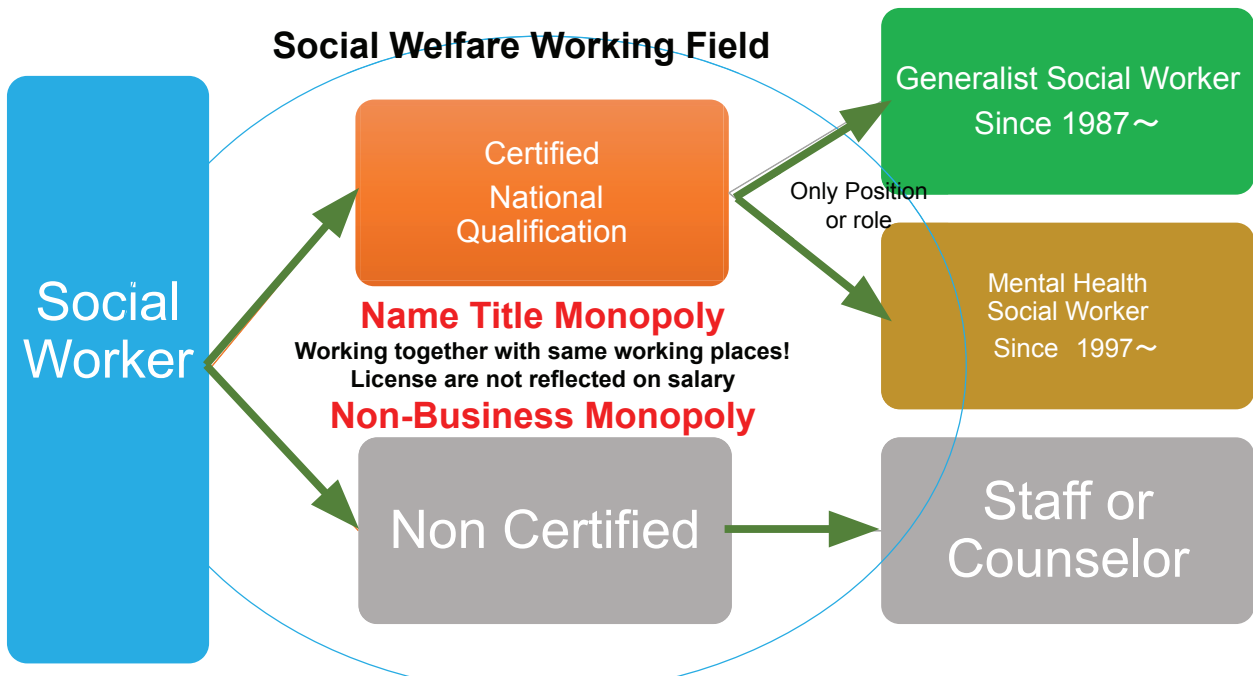 Social Welfare Working Field
Social
Worker
Certified
National
Qualification
Only Position
or role
Generalist Social Worker
Since 1987～
Mental Health
Social Worker
Since 1997～
Name Title Monopoly
Working together with same working places!
License are not reflected on salary
Non-Business Monopoly
Non Certified
Staff or
Counselor